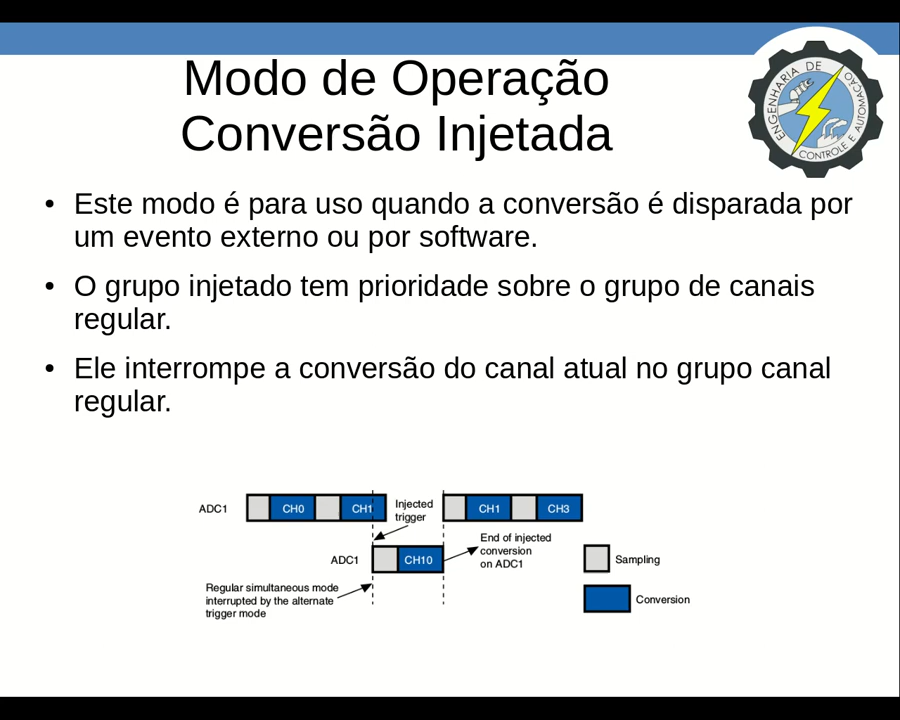 Modo de Operação
Conversão Injetada
ENGENHARIA DE
CONTROLE E AUTOMAÇÃO
• Este modo é para uso quando a conversão é disparada por
um evento externo ou por software.
• O grupo injetado tem prioridade sobre o grupo de canais
regular.
• Ele interrompe a conversão do canal atual no grupo canal
regular.
ADC1
CH0
CH1
Injected
trigger
CH1
CH3
ADC1
CH10
End of injected
conversion
on ADC1
Sampling
Regular simultaneous mode
interrupted by the alternate
trigger mode
Conversion